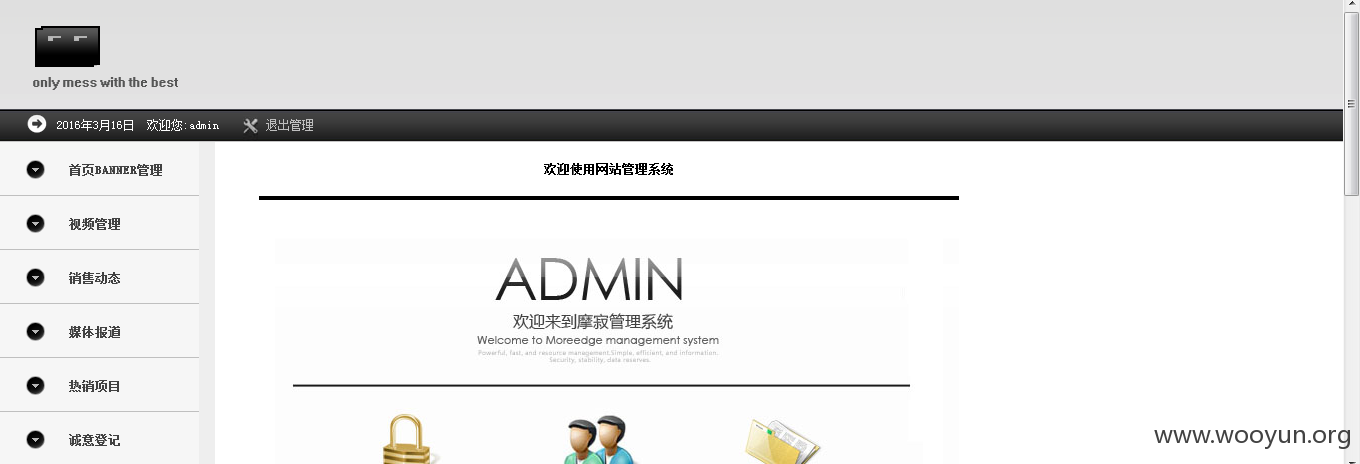 only mess with the best
2016年3月16日 欢迎您:admin 退出管理
首页BANNER管理
视频管理
销售动态
媒体报道
热销项目
诚意登记
欢迎使用网站管理系统
ADMIN
欢迎来到摩寂管理系统
Welcome to Moreedge management system
Powerful, fast, and resource management.Simple, efficient, and information.
Security, stability, data reserves.
www.wooyun.org